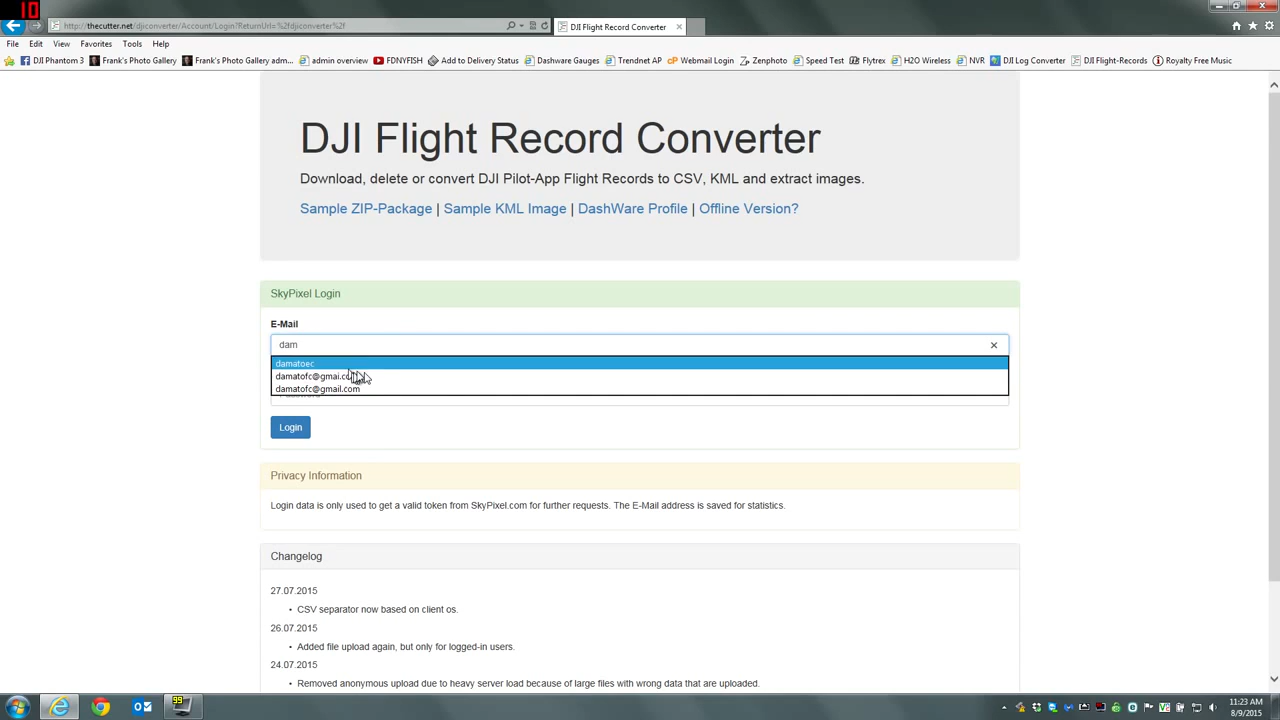 10
http://thecutter.net/djiconverter/Account/Login?ReturnUrl=%2fdjiconverter%2f
DJI Flight Record Converter
File Edit View Favorites Tools Help
DJI Phantom 3 Frank's Photo Gallery Frank's Photo Gallery adm... admin overview FDNYFISH Add to Delivery Status Dashware Gauges Trendnet AP Webmail Login Zenphoto Speed Test Flytrex H2O Wireless NVR DJI Log Converter DJI Flight-Records Royalty Free Music
DJI Flight Record Converter
Download, delete or convert DJI Pilot-App Flight Records to CSV, KML and extract images.
Sample ZIP-Package | Sample KML Image | DashWare Profile | Offline Version?
SkyPixel Login
E-Mail
dam
damatoec
damatofc@gmai.co
damatofc@gmail.com
Login
Privacy Information
Login data is only used to get a valid token from SkyPixel.com for further requests. The E-Mail address is saved for statistics.
Changelog
27.07.2015
• CSV separator now based on client os.
26.07.2015
• Added file upload again, but only for logged-in users.
24.07.2015
• Removed anonymous upload due to heavy server load because of large files with wrong data that are uploaded.
99
11:23 AM
8/9/2015